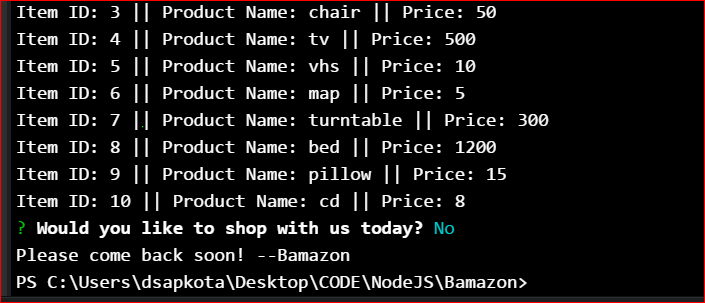 Item ID: 3 || Product Name: chair || Price: 50
Item ID: 4 || Product Name: tv || Price: 500
Item ID: 5 || Product Name: vhs || Price: 10
Item ID: 6 || Product Name: map || Price: 5
Item ID: 7 || Product Name: turntable || Price: 300
Item ID: 8 || Product Name: bed || Price: 1200
Item ID: 9 || Product Name: pillow || Price: 15
Item ID: 10 || Product Name: cd || Price: 8
? Would you like to shop with us today? No
Please come back soon! --Bamazon
PS C:\Users\dsapkota\Desktop\CODE\NodeJS\Bamazon>